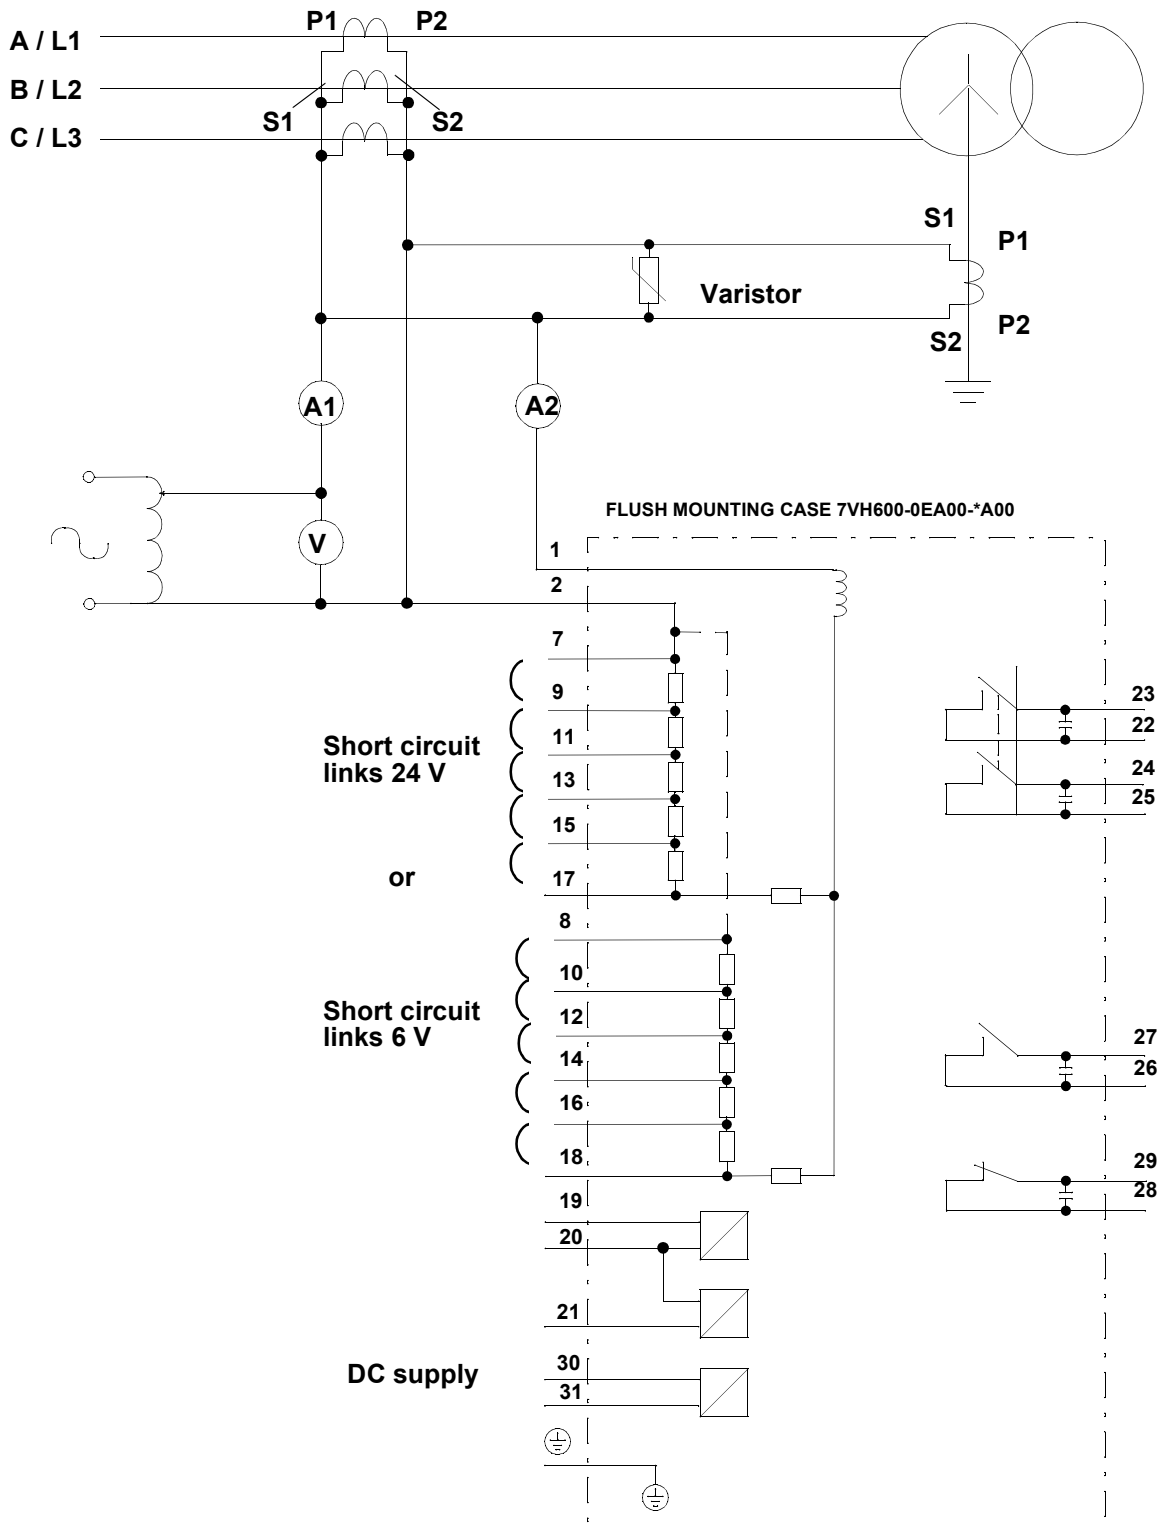 P1 P2
A / L1
B / L2
S1 S2
C / L3
S1
P1
Varistor
P2
S2
A1 A2
FLUSH MOUNTING CASE 7VH600-0EA00-*A00
V
1
2
7
9
11
Short circuit
links 24 V
13
15
or
17
8
10
Short circuit
links 6 V
12
14
16
18
19
20
21
DC supply
30
31
23
22
24
25
27
26
29
28